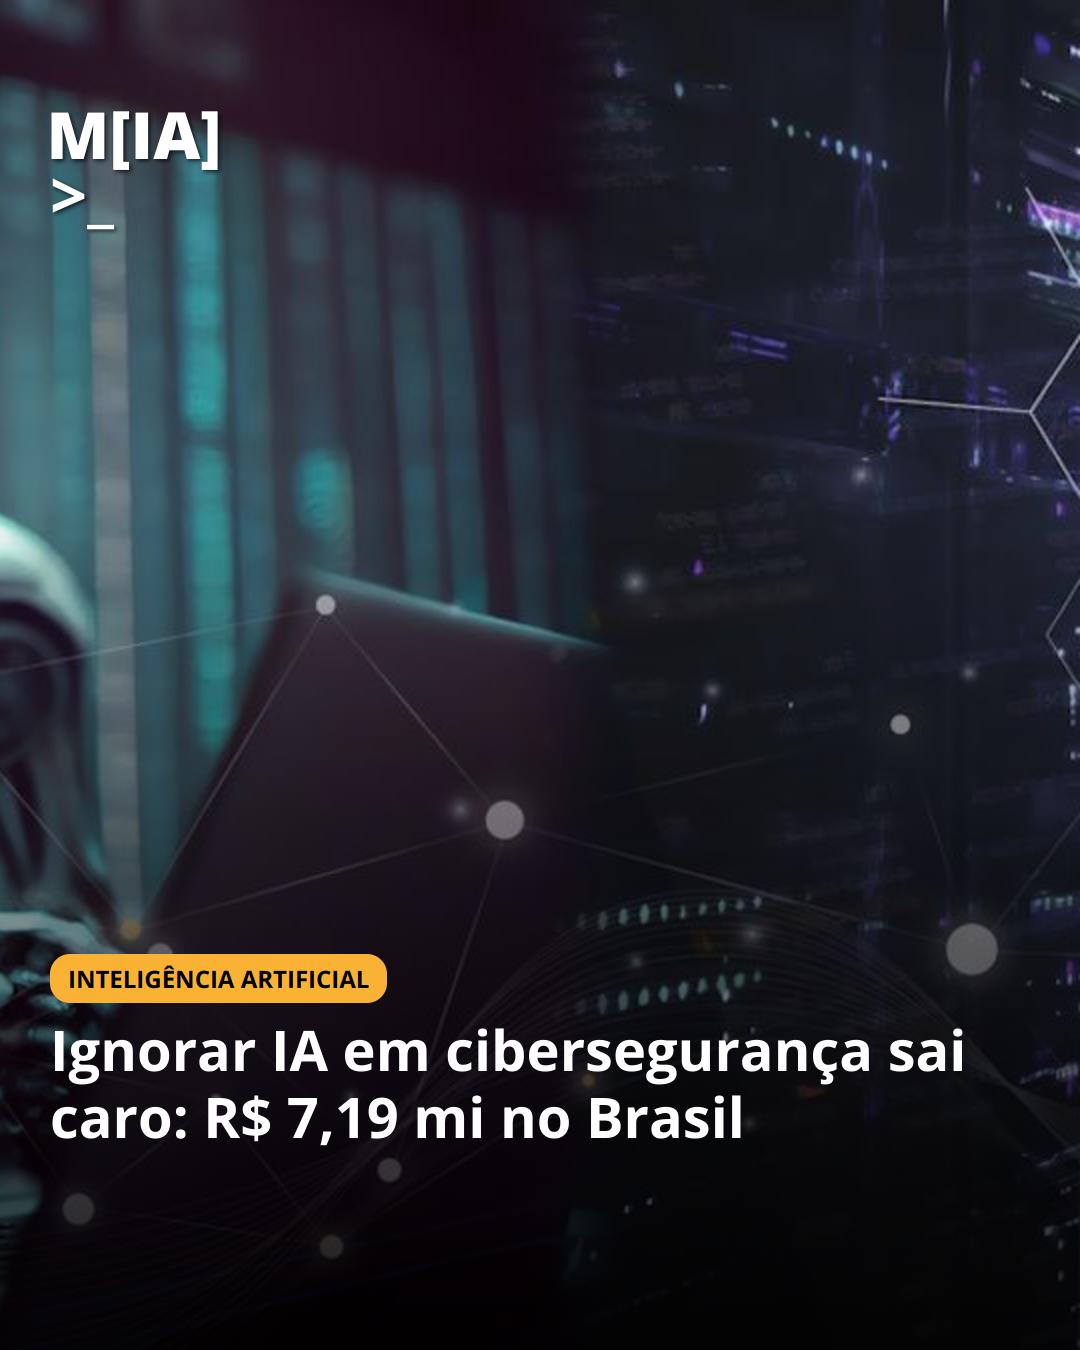 M[IA]
>_
INTELIGÊNCIA ARTIFICIAL
Ignorar IA em cibersegurança sai
caro: R$ 7,19 mi no Brasil